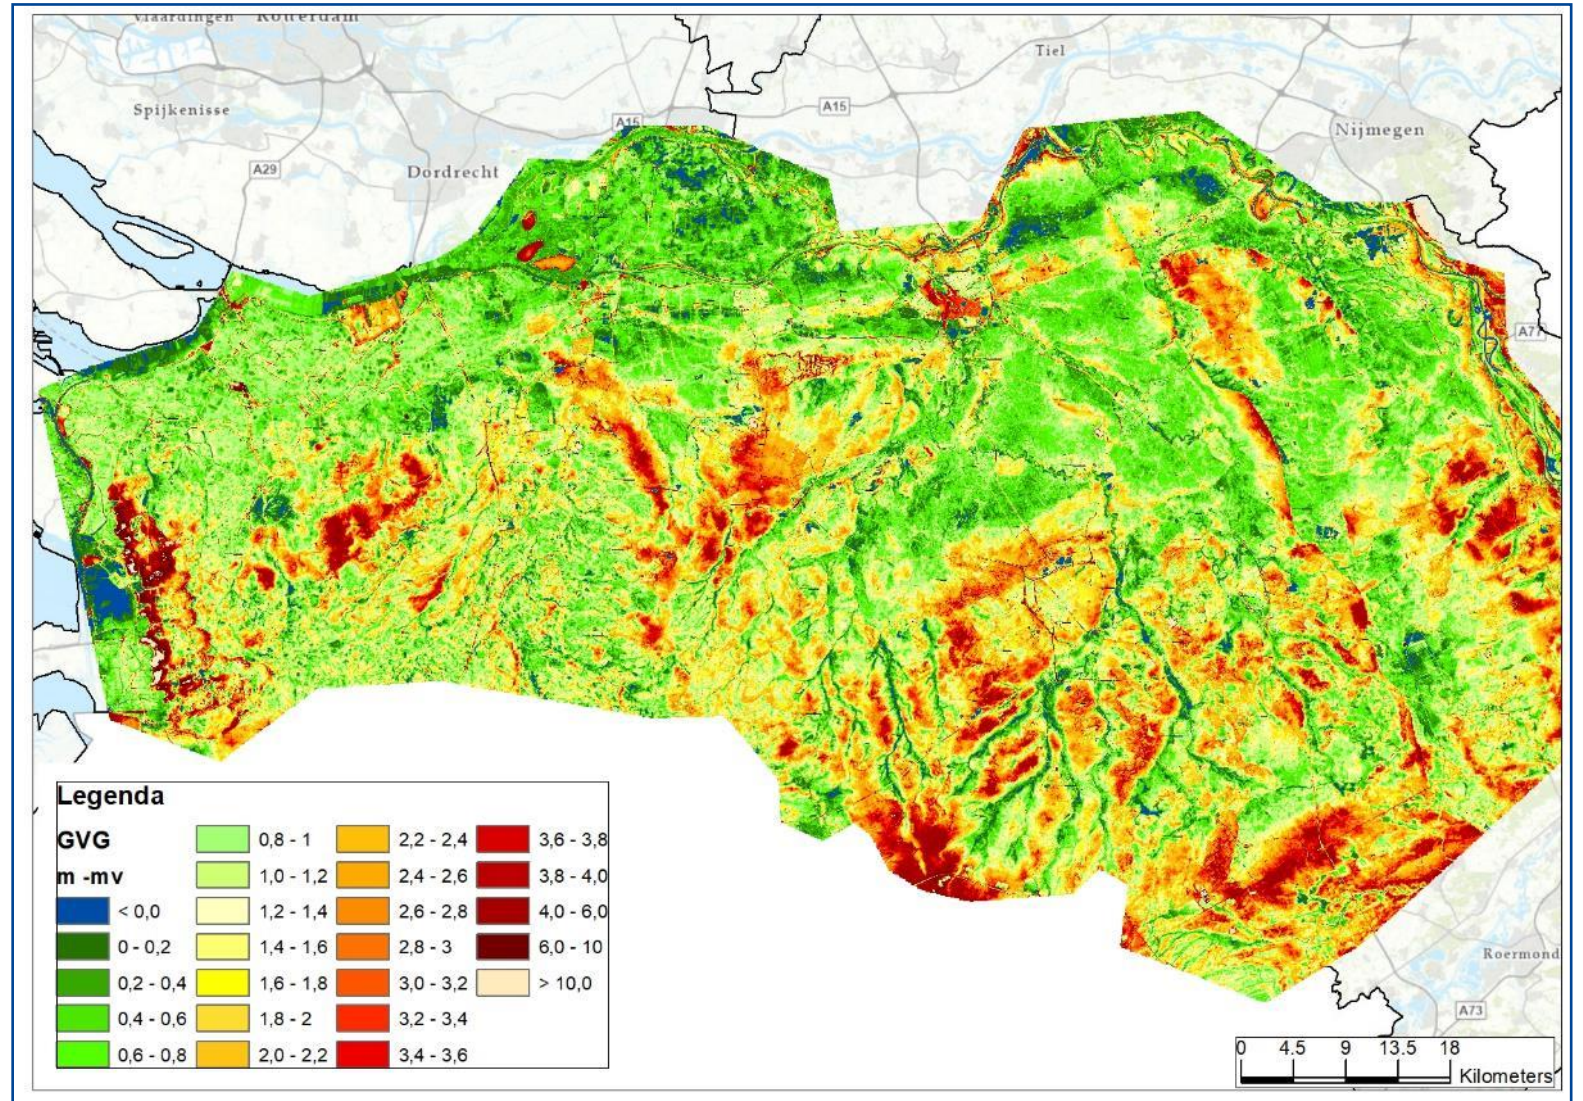 Vlaardingen
Rotterdam
Tiel
Spijkenisse
A15
A15
Nijmegen
A29
Dordrecht
A77
Roermond
A73
Legenda
GVG
m -mv
< 0,0
0 - 0,2
0,2 - 0,4
0,4 - 0,6
0,6 - 0,8
0,8 - 1
1,0 - 1,2
1,2 - 1,4
1,4 - 1,6
1,6 - 1,8
1,8 - 2
2,0 - 2,2
2,2 - 2,4
2,4 - 2,6
2,6 - 2,8
2,8 - 3
3,0 - 3,2
3,2 - 3,4
3,4 - 3,6
3,6 - 3,8
3,8 - 4,0
4,0 - 6,0
6,0 - 10
> 10,0
0 4.5 9 13.5 18
Kilometers